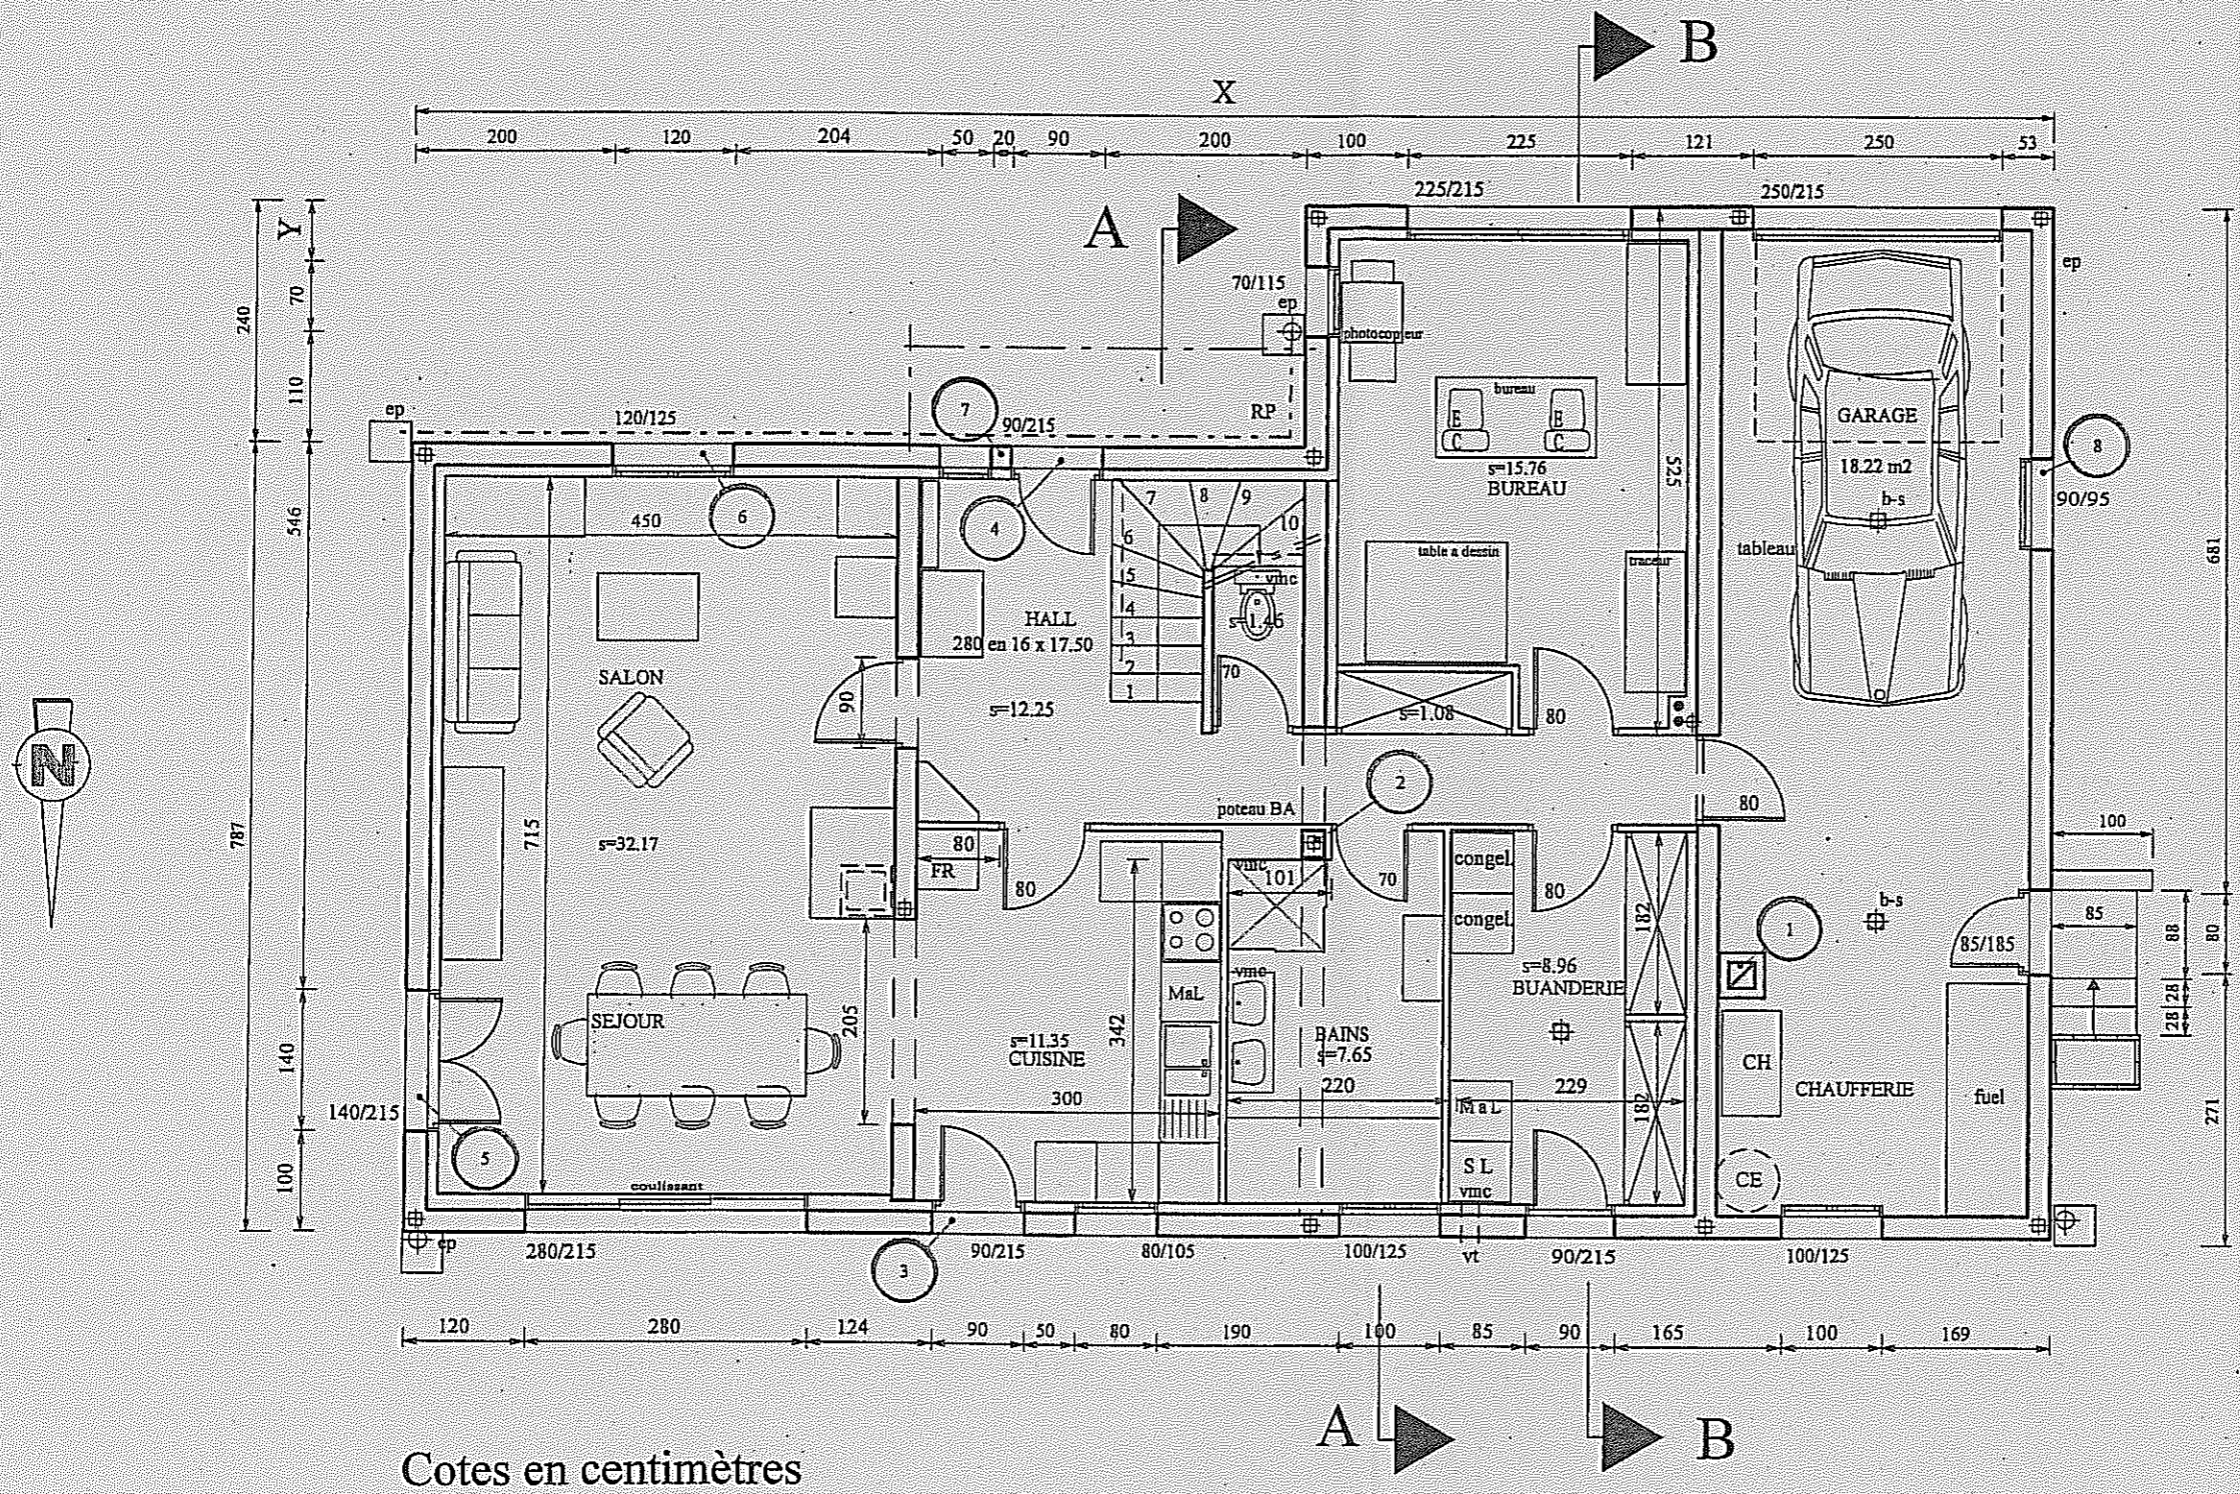 B
X
200 120 204 50 20 90 200 100 225 121 250 53
225/215 250/215
A
Y
70
240
110
70/115
ep
ep
photocopieur
bureau
E E
C C
GARAGE
8
ep
120/125
7
90/215
RP
s=15.76
BUREAU
525
18.22 m2
b-s
90/95
450
6
4
7 8 9
10
6
5
4
3
2
1
546
table a dessin
traceur
tableau
681
vmc
s=1.46
HALL
280 en 16 x 17.50
SALON
90
s=12.25
70
s=1.08
80
N
2
poteau BA
80
100
787
715
s=32.17
80
FR
80
vmc
101
70
congel.
congel.
80
182
1
b-s
85
88
80
85/185
s=8.96
BUANDERIE
vmc
MaL
SEJOUR
205
342
s=11.35
CUISINE
BAINS
s=7.65
28
28
140
CH
CHAUFFERIE
fuel
300
220
229
182
MaL
140/215
271
5
100
coulissant
S L
vmc
CE
ep
280/215
3
90/215 80/105 100/125 vt 90/215 100/125
120 280 124 90 50 80 190 100 85 90 165 100 169
A
B
Cotes en centimètres